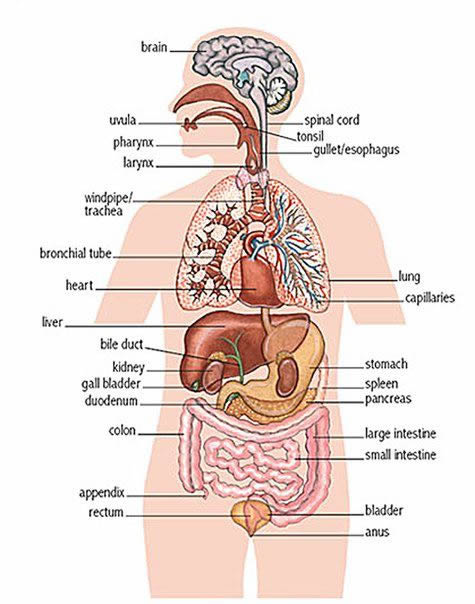 brain
uvula
pharynx
larynx
windpipe/
trachea
bronchial tube
heart
liver
bile duct
kidney
gall bladder
duodenum
colon
appendix
rectum
spinal cord
tonsil
gullet/esophagus
lung
capillaries
stomach
spleen
pancreas
large intestine
small intestine
bladder
anus